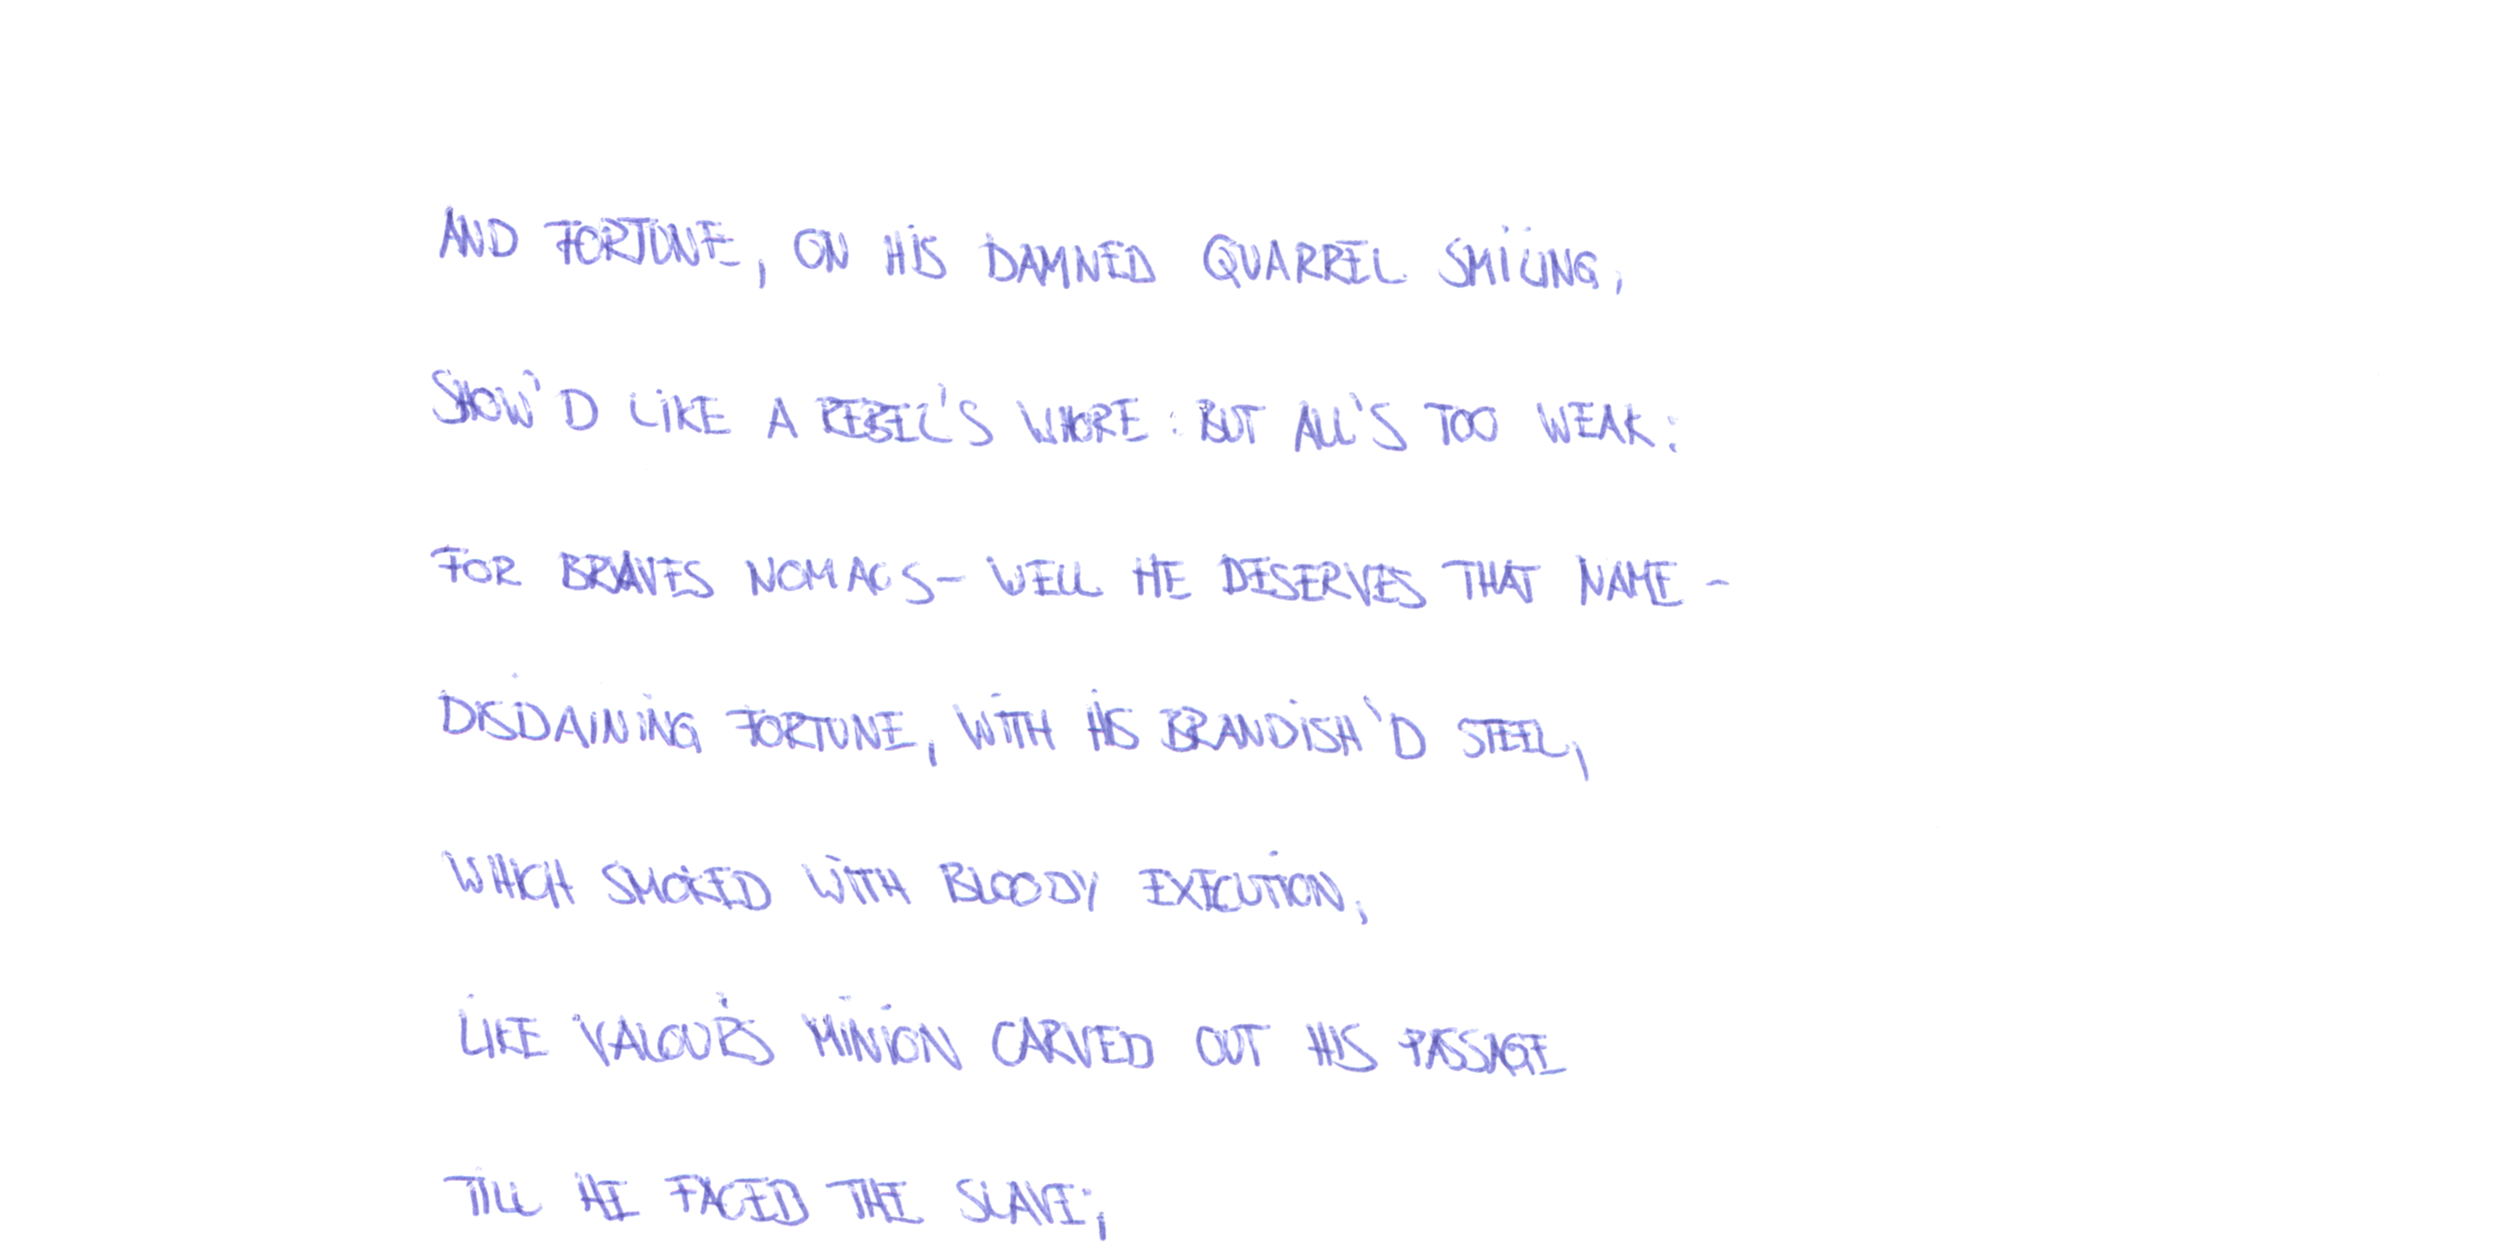 AND FORTUNE, ON HIS DAMNED QUARREL SMILING,
SHOW'D LIKE A REBEL'S WHORE: BUT ALL'S TOO WEAK:
FOR BRAVES NOMAGS- WELL HE DESERVES THAT NAME -
DISDAINING FORTUNE, WITH HIS BRANDISH'D STEEL,
WHICH SMOKED WITH BLOODY EXECUTION,
LIKE VALOUR'S MINION CARVED OUT HIS PASSAGE
TILL HE FACED THE SLAVE;